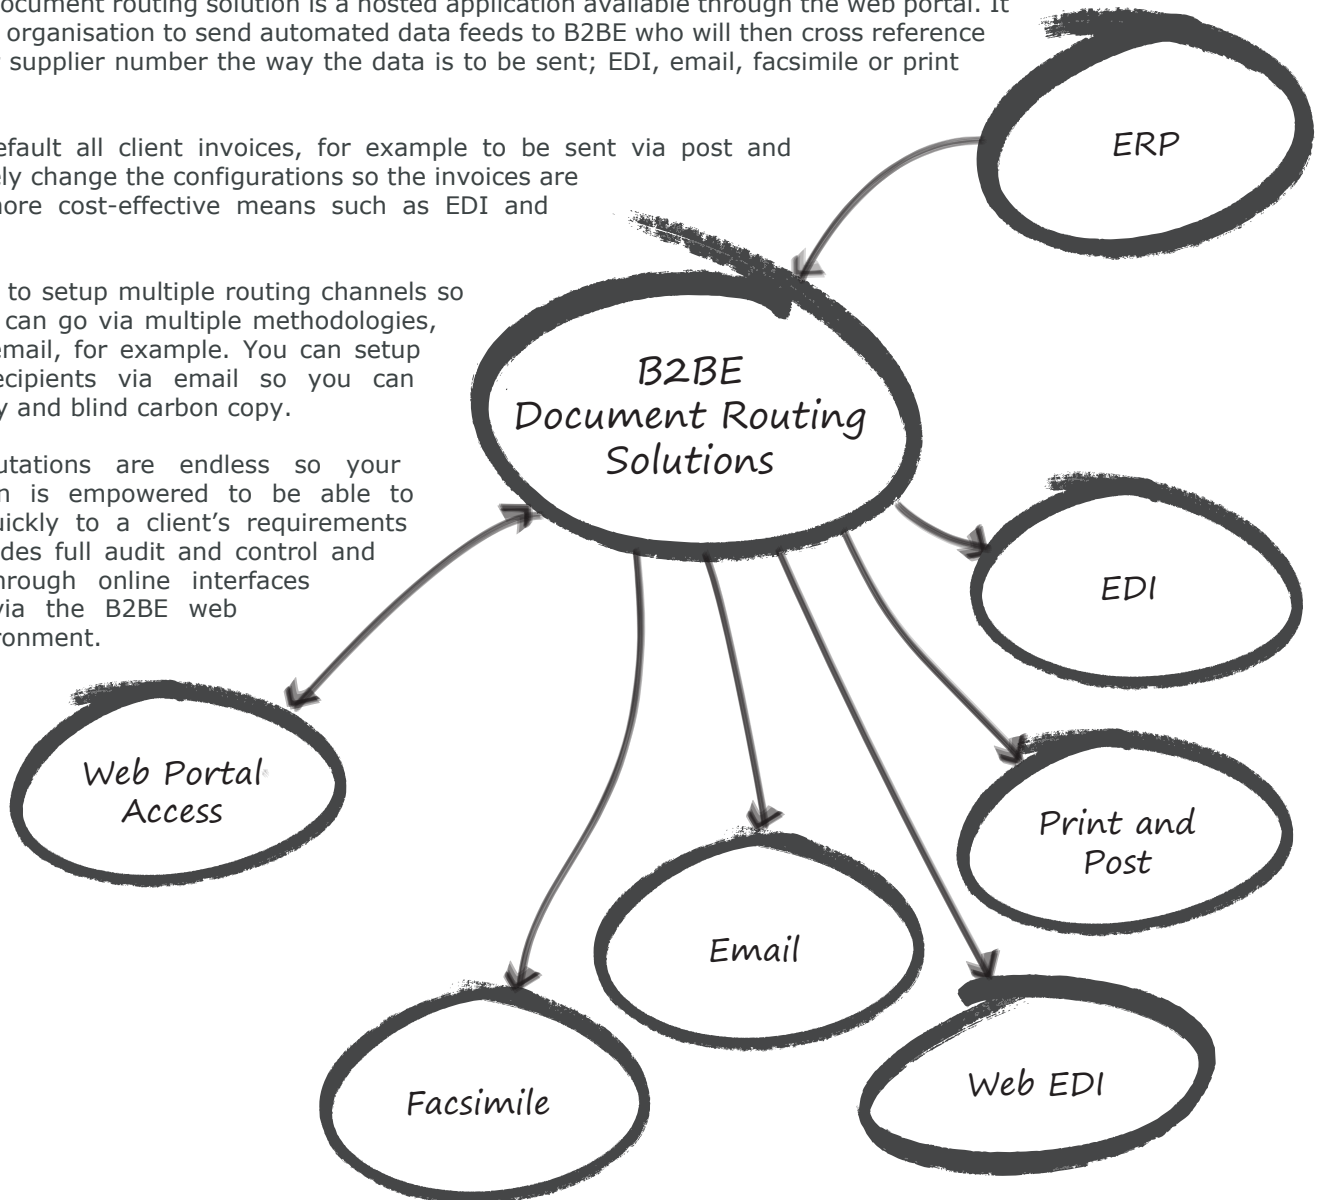 ocument routing solution is a hosted application available through the web portal. It
organisation to send automated data feeds to B2BE who will then cross reference
supplier number the way the data is to be sent; EDI, email, facsimile or print
efault all client invoices, for example to be sent via post and
ely change the configurations so the invoices are
ore cost-effective means such as EDI and
to setup multiple routing channels so
can go via multiple methodologies,
email, for example. You can setup
ecipients via email so you can
y and blind carbon copy.
utations are endless so your
n is empowered to be able to
uickly to a client’s requirements
des full audit and control and
hrough online interfaces
via the B2BE web
ronment.
ERP
B2BE
Document Routing
Solutions
EDI
Web Portal
Access
Print and
Post
Email
Web EDI
Facsimile